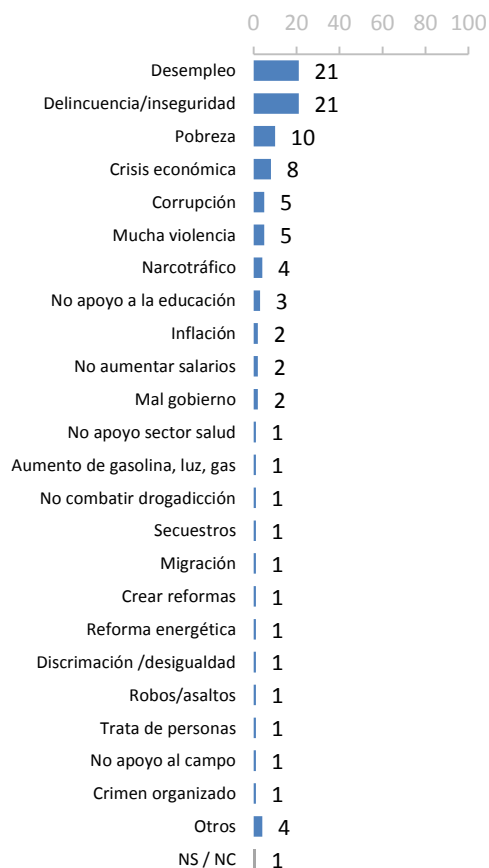 0 20 40 60 80 100
Desempleo 21
Delincuencia/inseguridad 21
Pobreza 10
Crisis económica 8
Corrupción 5
Mucha violencia 5
Narcotráfico 4
No apoyo a la educación 3
Inflación 2
No aumentar salarios 2
Mal gobierno 2
No apoyo sector salud 1
Aumento de gasolina, luz, gas 1
No combatir drogadicción 1
Secuestros 1
Migración 1
Crear reformas 1
Reforma energética 1
Discrimación /desigualdad 1
Robos/asaltos 1
Trata de personas 1
No apoyo al campo 1
Crimen organizado 1
Otros 4
NS / NC 1